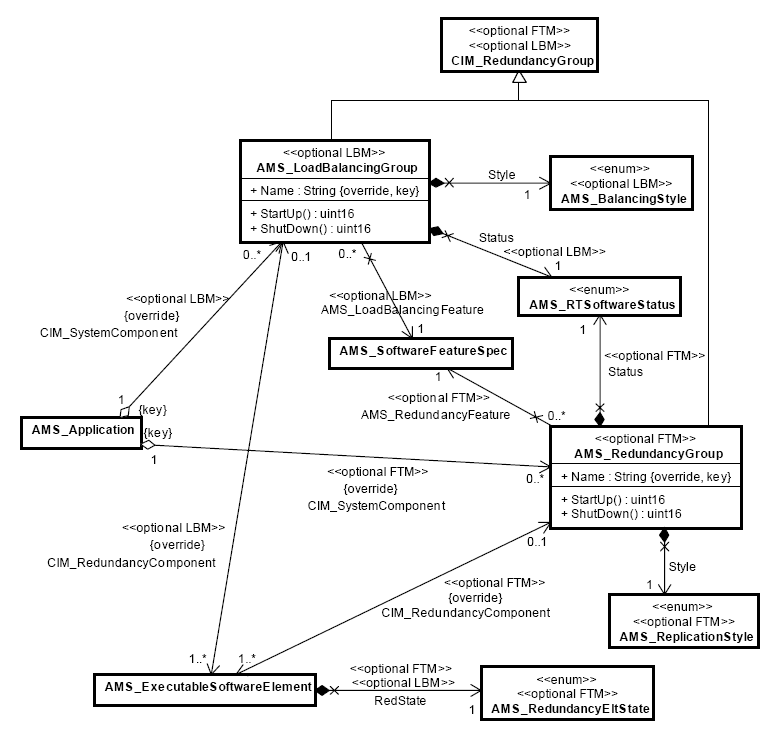 <<optional FTM>>
<<optional LBM>>
CIM_RedundancyGroup
<<optional LBM>>
AMS_LoadBalancingGroup
+ Name : String {override, key}
+ StartUp() : uint16
+ ShutDown() : uint16
Style
1
<<enum>>
<<optional LBM>>
AMS_BalancingStyle
Status
<<optional LBM>>
1
<<enum>>
AMS_RTSoftwareStatus
1
0..*
0..1
0..*
<<optional LBM>>
{override}
CIM_SystemComponent
<<optional LBM>>
AMS_LoadBalancingFeature
1
AMS_SoftwareFeatureSpec
1
<<optional FTM>>
Status
<<optional FTM>>
AMS_RedundancyFeature
0..*
1
{key}
AMS_Application
{key}
1
<<optional FTM>>
{override}
CIM_SystemComponent
0..*
<<optional FTM>>
AMS_RedundancyGroup
+ Name : String {override, key}
+ StartUp() : uint16
+ ShutDown() : uint16
<<optional LBM>>
{override}
CIM_RedundancyComponent
0..1
<<optional FTM>>
{override}
CIM_RedundancyComponent
Style
1
<<enum>>
<<optional FTM>>
AMS_ReplicationStyle
1..*
1..*
AMS_ExecutableSoftwareElement
<<optional FTM>>
<<optional LBM>>
RedState
1
<<enum>>
<<optional FTM>>
AMS_RedundancyEltState